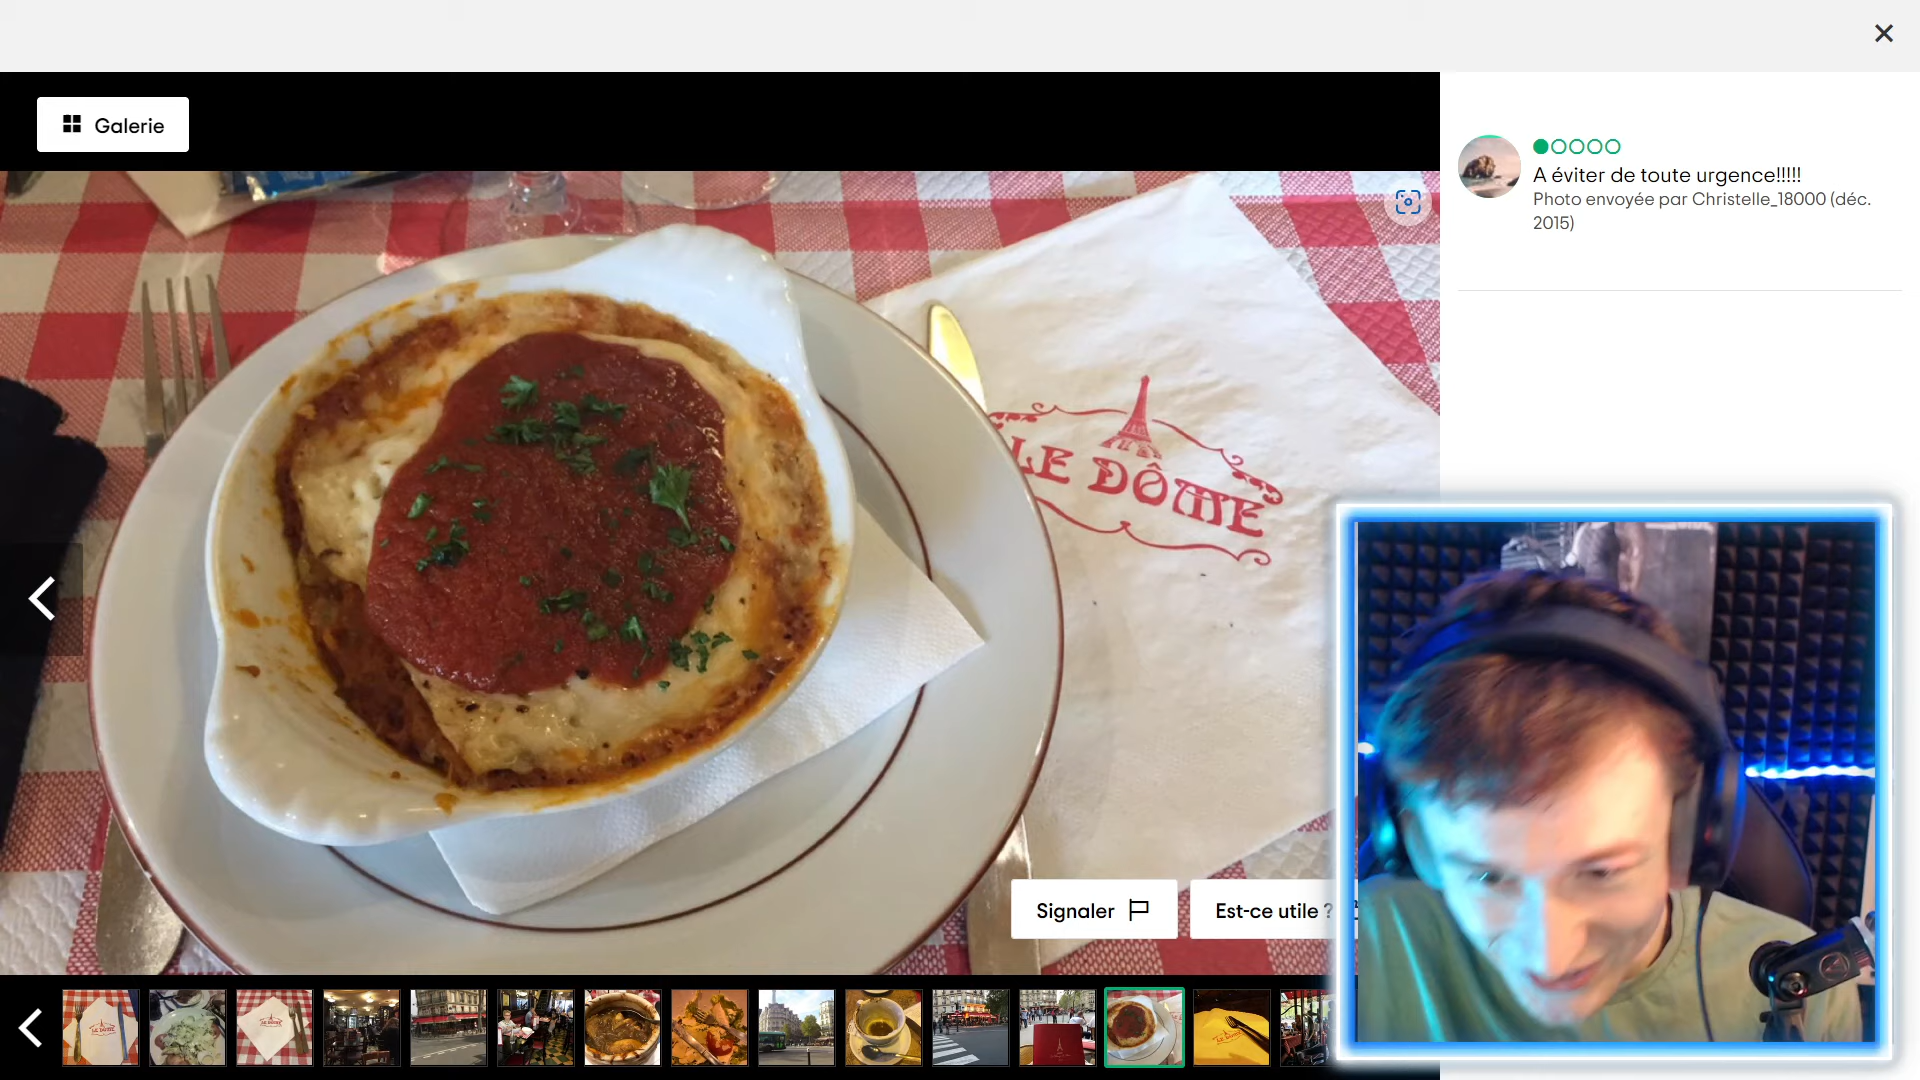 Galerie
A éviter de toute urgence!!!!!
Photo envoyée par Christelle_18000 (déc.
2015)
LE DÔME
Signaler
Est-ce utile ?